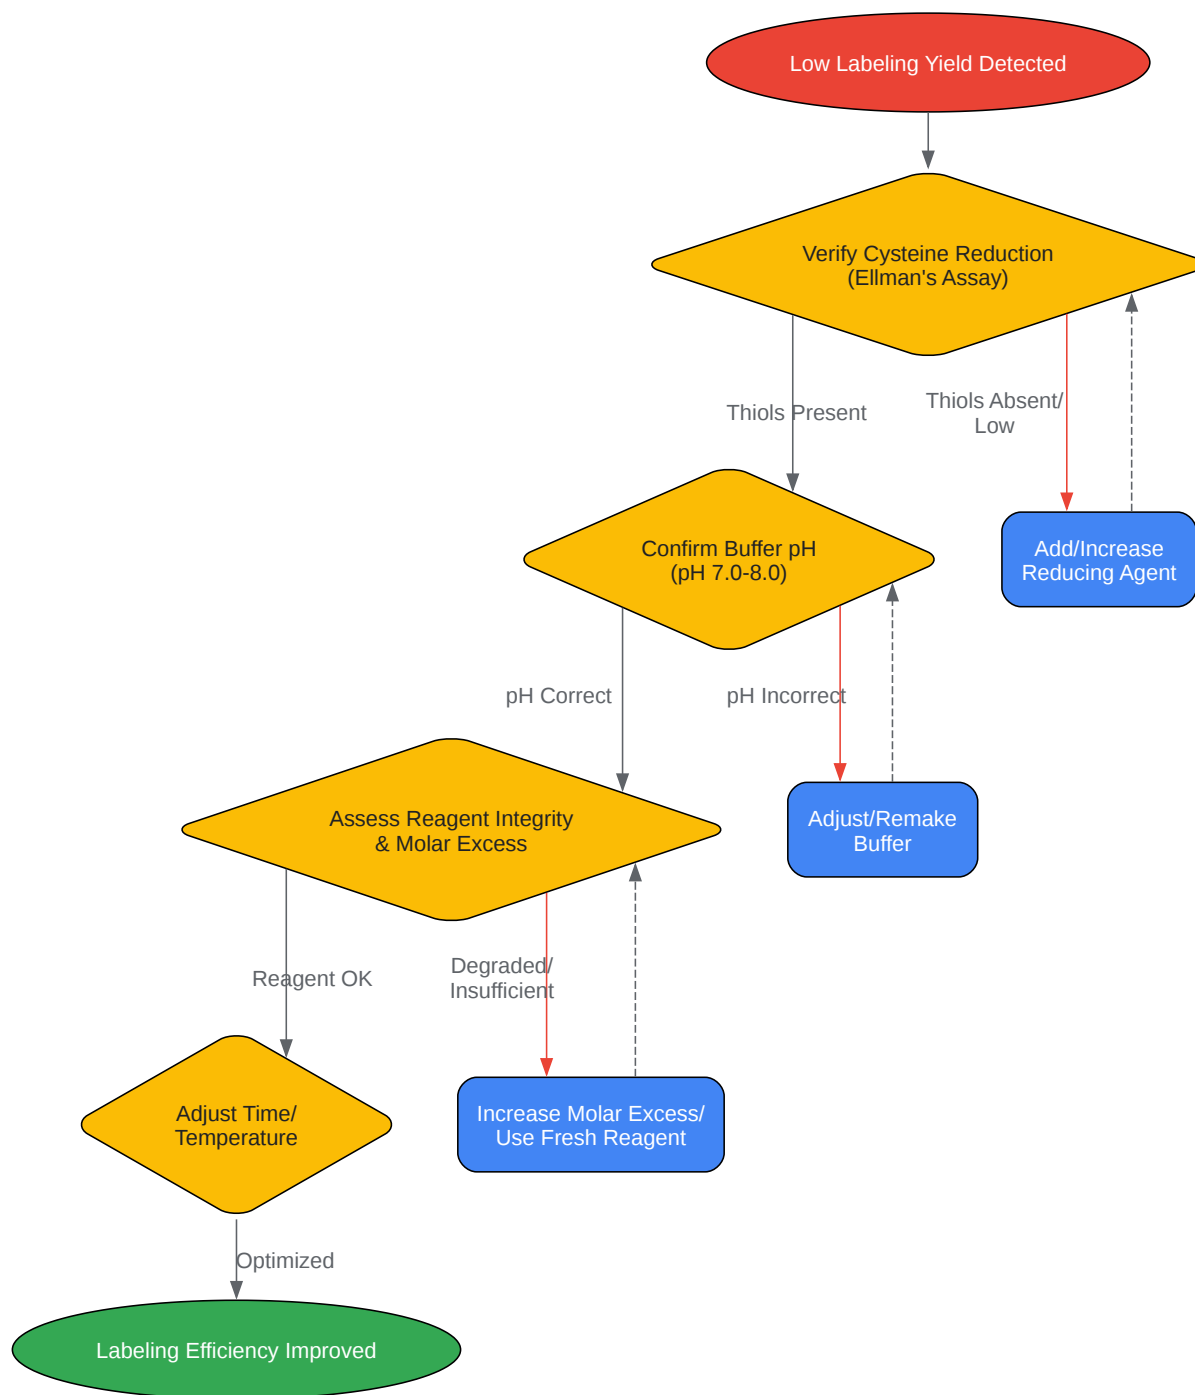 Low Labeling Yield Detected
Verify Cysteine Reduction
(Ellman's Assay)
Thiols Present
Thiols Absent/
Low
Confirm Buffer pH
(pH 7.0-8.0)
Add/Increase
Reducing Agent
pH Correct
pH Incorrect
Assess Reagent Integrity
& Molar Excess
Adjust/Remake
Buffer
Reagent OK
Degraded/
Insufficient
Adjust Time/
Temperature
Increase Molar Excess/
Use Fresh Reagent
Optimized
Labeling Efficiency Improved